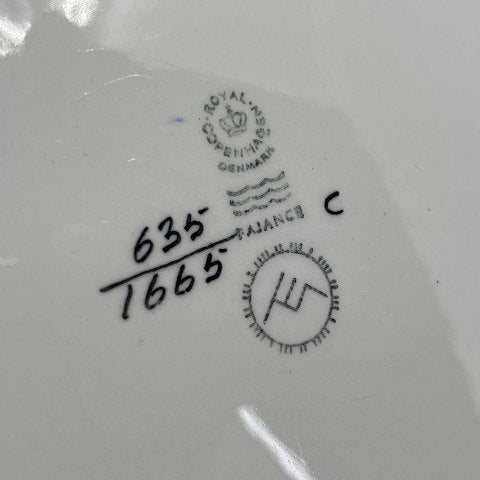 ROYAL COPENHAGEN
DENMARK
FAJANCE
C
635
1665